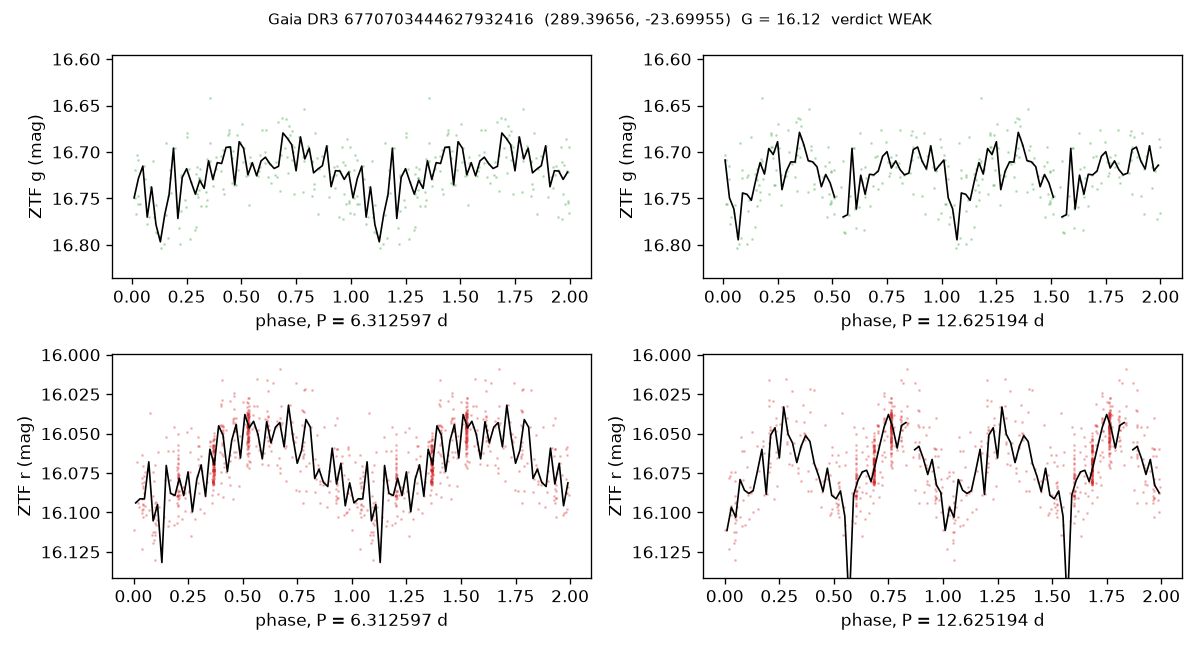 Gaia DR3 6770703444627932416 (289.39656, -23.69955) G = 16.12 verdict WEAK
ZTF g (mag)
16.60
16.65
16.70
16.75
16.80
0.00 0.25 0.50 0.75 1.00 1.25 1.50 1.75 2.00
phase, P = 6.312597 d
ZTF g (mag)
16.60
16.65
16.70
16.75
16.80
0.00 0.25 0.50 0.75 1.00 1.25 1.50 1.75 2.00
phase, P = 12.625194 d
ZTF r (mag)
16.000
16.025
16.050
16.075
16.100
16.125
0.00 0.25 0.50 0.75 1.00 1.25 1.50 1.75 2.00
phase, P = 6.312597 d
ZTF r (mag)
16.000
16.025
16.050
16.075
16.100
16.125
0.00 0.25 0.50 0.75 1.00 1.25 1.50 1.75 2.00
phase, P = 12.625194 d